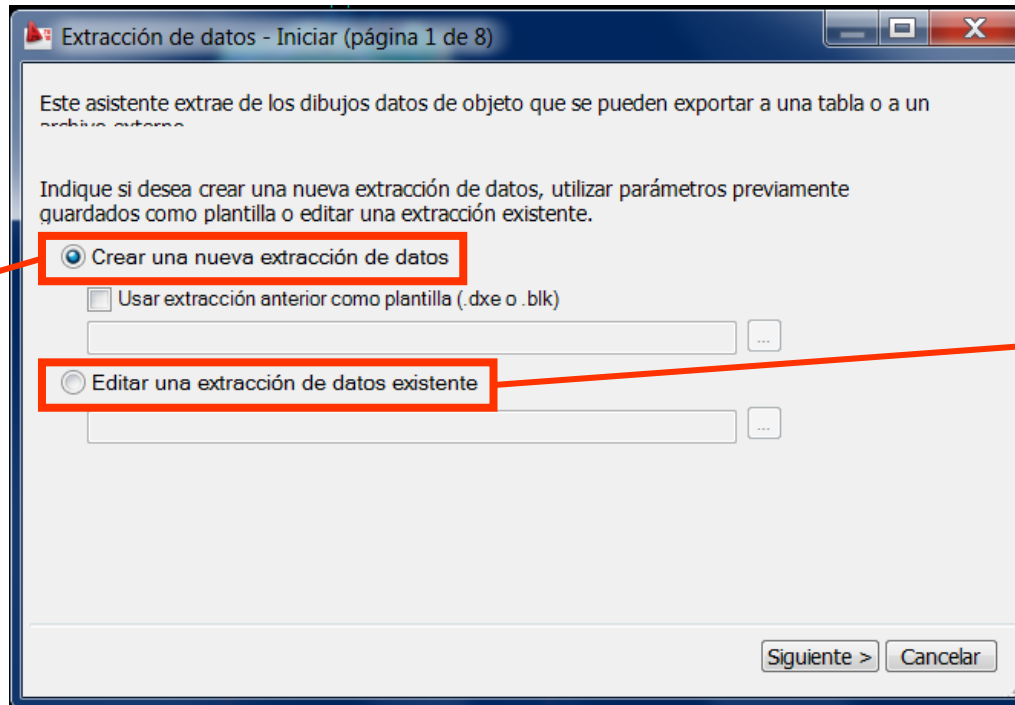 Extracción de datos - Iniciar (página 1 de 8)
Este asistente extrae de los dibujos datos de objeto que se pueden exportar a una tabla o a un
archivo externo
Indique si desea crear una nueva extracción de datos, utilizar parámetros previamente
guardados como plantilla o editar una extracción existente.
Crear una nueva extracción de datos
Usar extracción anterior como plantilla (.dxe o .blk)
...
Editar una extracción de datos existente
...
Siguiente >
Cancelar